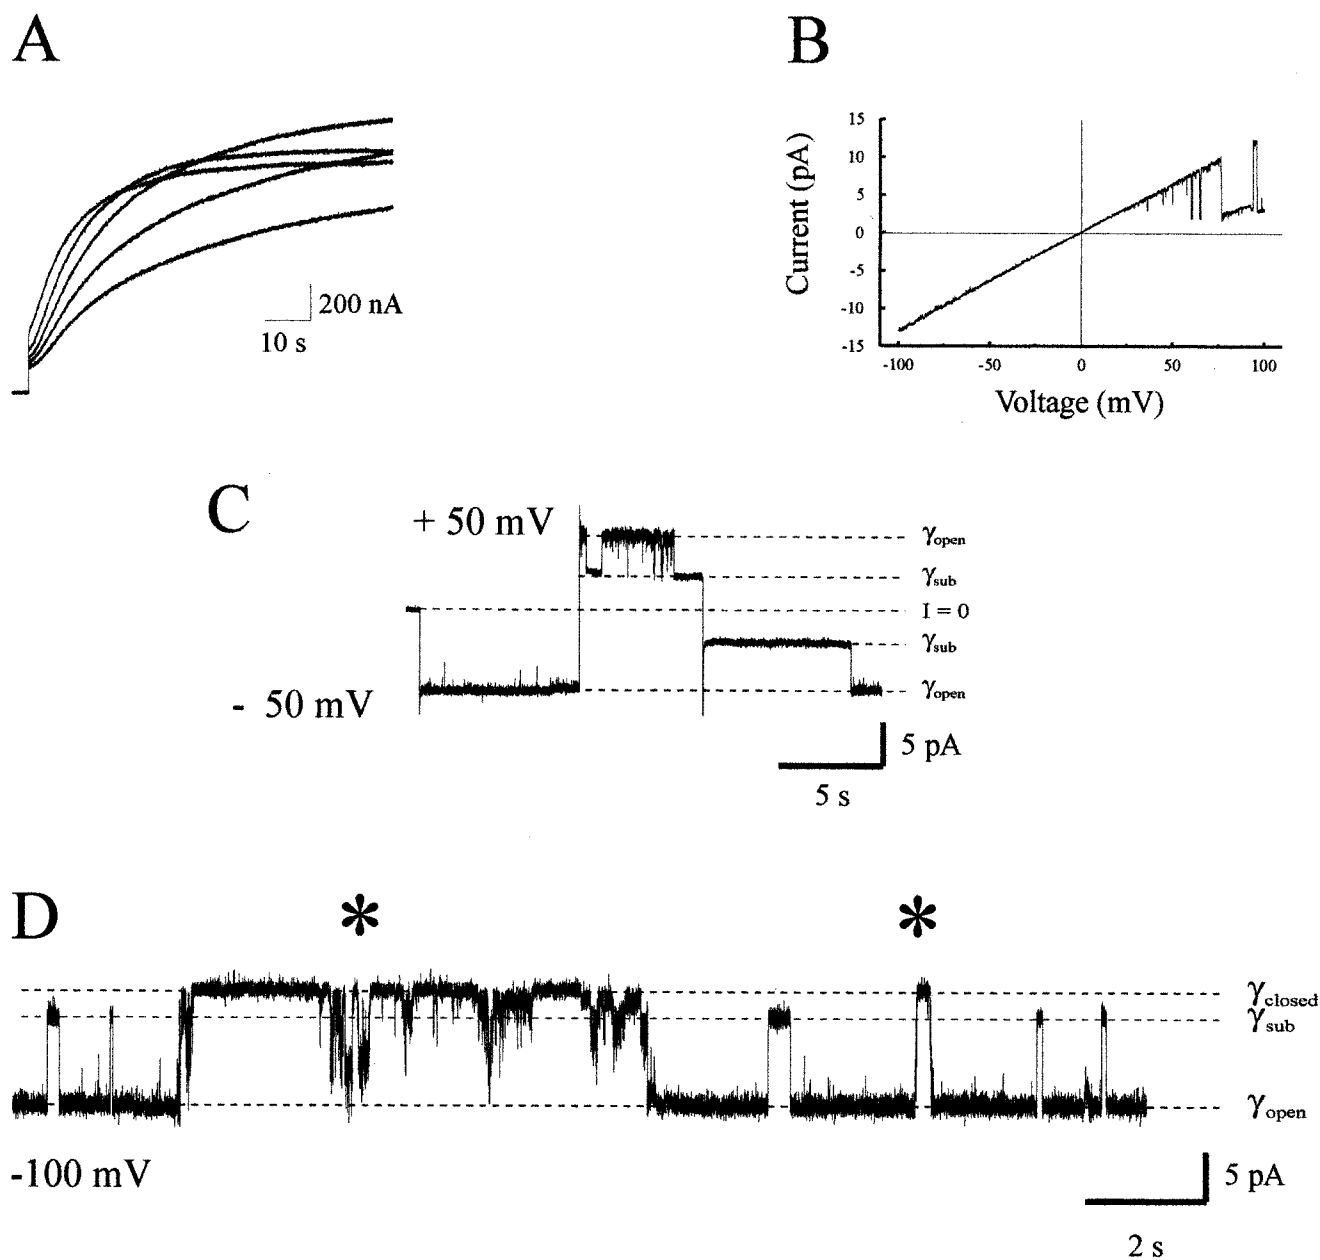 A
200 nA
10 s
B
Current (pA)
15
10
5
0
-5
-10
-15
-100
-50
0
50
100
Voltage (mV)
C
+ 50 mV
γopen
γsub
I = 0
γsub
γopen
- 50 mV
5 pA
5 s
D
* *
γclosed
γsub
γopen
-100 mV
5 pA
2 s